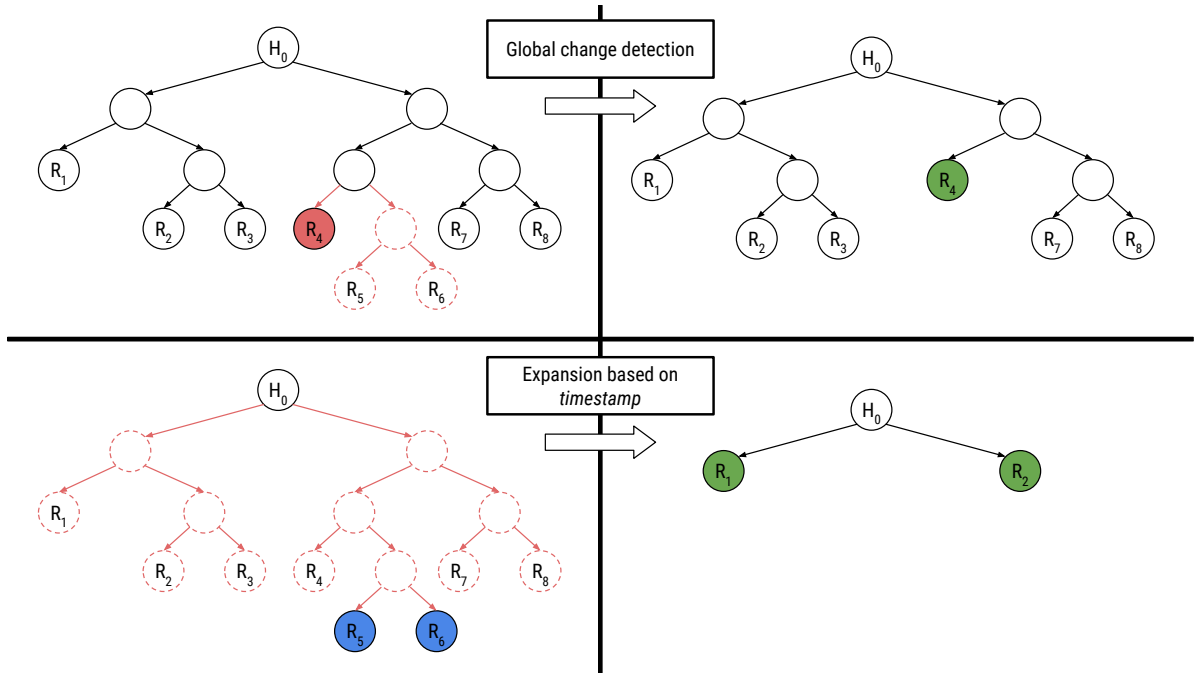 H₀
Global change detection
H₀
R₁
R₂
R₃
R₄
R₇
R₈
R₅
R₆
R₁
R₄
R₂
R₃
R₇
R₈
Expansion based on
timestamp
H₀
R₁
R₂
R₃
R₄
R₇
R₈
R₅
R₆
H₀
R₁
R₂